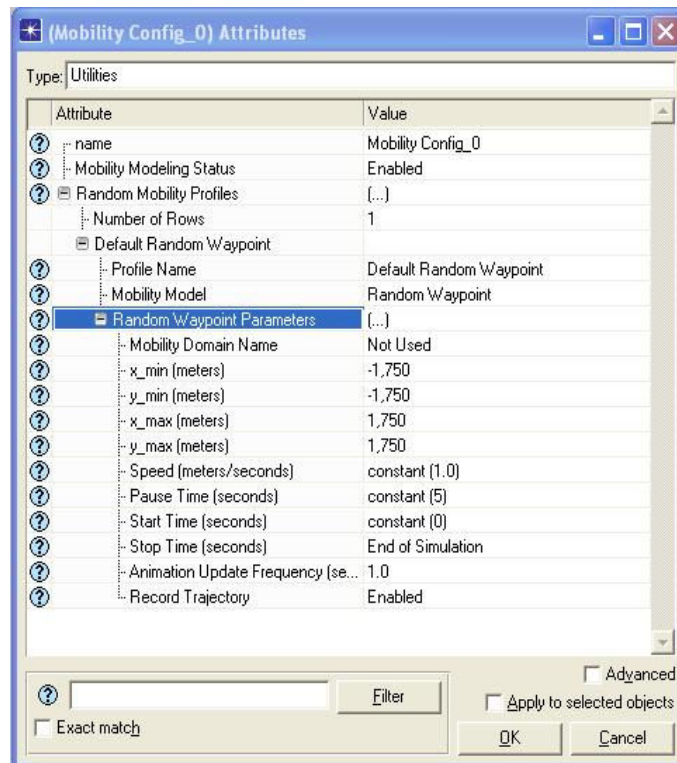 (Mobility Config_0) Attributes
Type: Utilities
Attribute Value
name Mobility Config_0
Mobility Modeling Status Enabled
Random Mobility Profiles (...)
Number of Rows 1
Default Random Waypoint
Profile Name Default Random Waypoint
Mobility Model Random Waypoint
Random Waypoint Parameters (...)
Mobility Domain Name Not Used
x_min (meters) -1,750
y_min (meters) -1,750
x_max (meters) 1,750
y_max (meters) 1,750
Speed (meters/seconds) constant (1.0)
Pause Time (seconds) constant (5)
Start Time (seconds) constant (0)
Stop Time (seconds) End of Simulation
Animation Update Frequency (se... 1.0
Record Trajectory Enabled
Advanced
Filter
Apply to selected objects
Exact match
OK Cancel